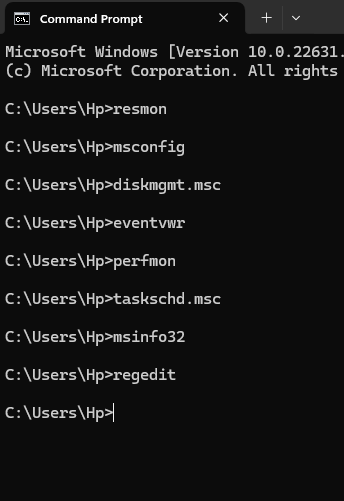 Command Prompt
Microsoft Windows [Version 10.0.22631.
(c) Microsoft Corporation. All rights
C:\Users\Hp>resmon
C:\Users\Hp>msconfig
C:\Users\Hp>diskmgmt.msc
C:\Users\Hp>eventvwr
C:\Users\Hp>perfmon
C:\Users\Hp>taskschd.msc
C:\Users\Hp>msinfo32
C:\Users\Hp>regedit
C:\Users\Hp>